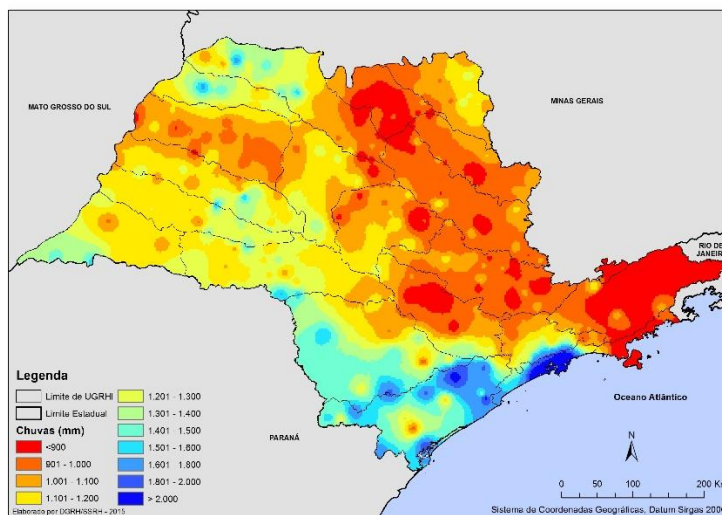 MATO GROSSO DO SUL
MINAS GERAIS
RIO DE
JANEIR
Oceano Atlântico
PARANÁ
Legenda
Limite de UGRHI
Limite Estadual
Chuvas (mm)
<900
901 - 1.000
1.001 - 1.100
1.101 - 1.200
1.201 - 1.300
1.301 - 1.400
1.401 - 1.500
1.501 - 1.600
1.601 - 1.800
1.801 - 2.000
> 2.000
Elaborado por DGRH/SSRH - 2015
N
0 50 100 200 K
Sistema de Coordenadas Geográficas, Datum Sirgas 200